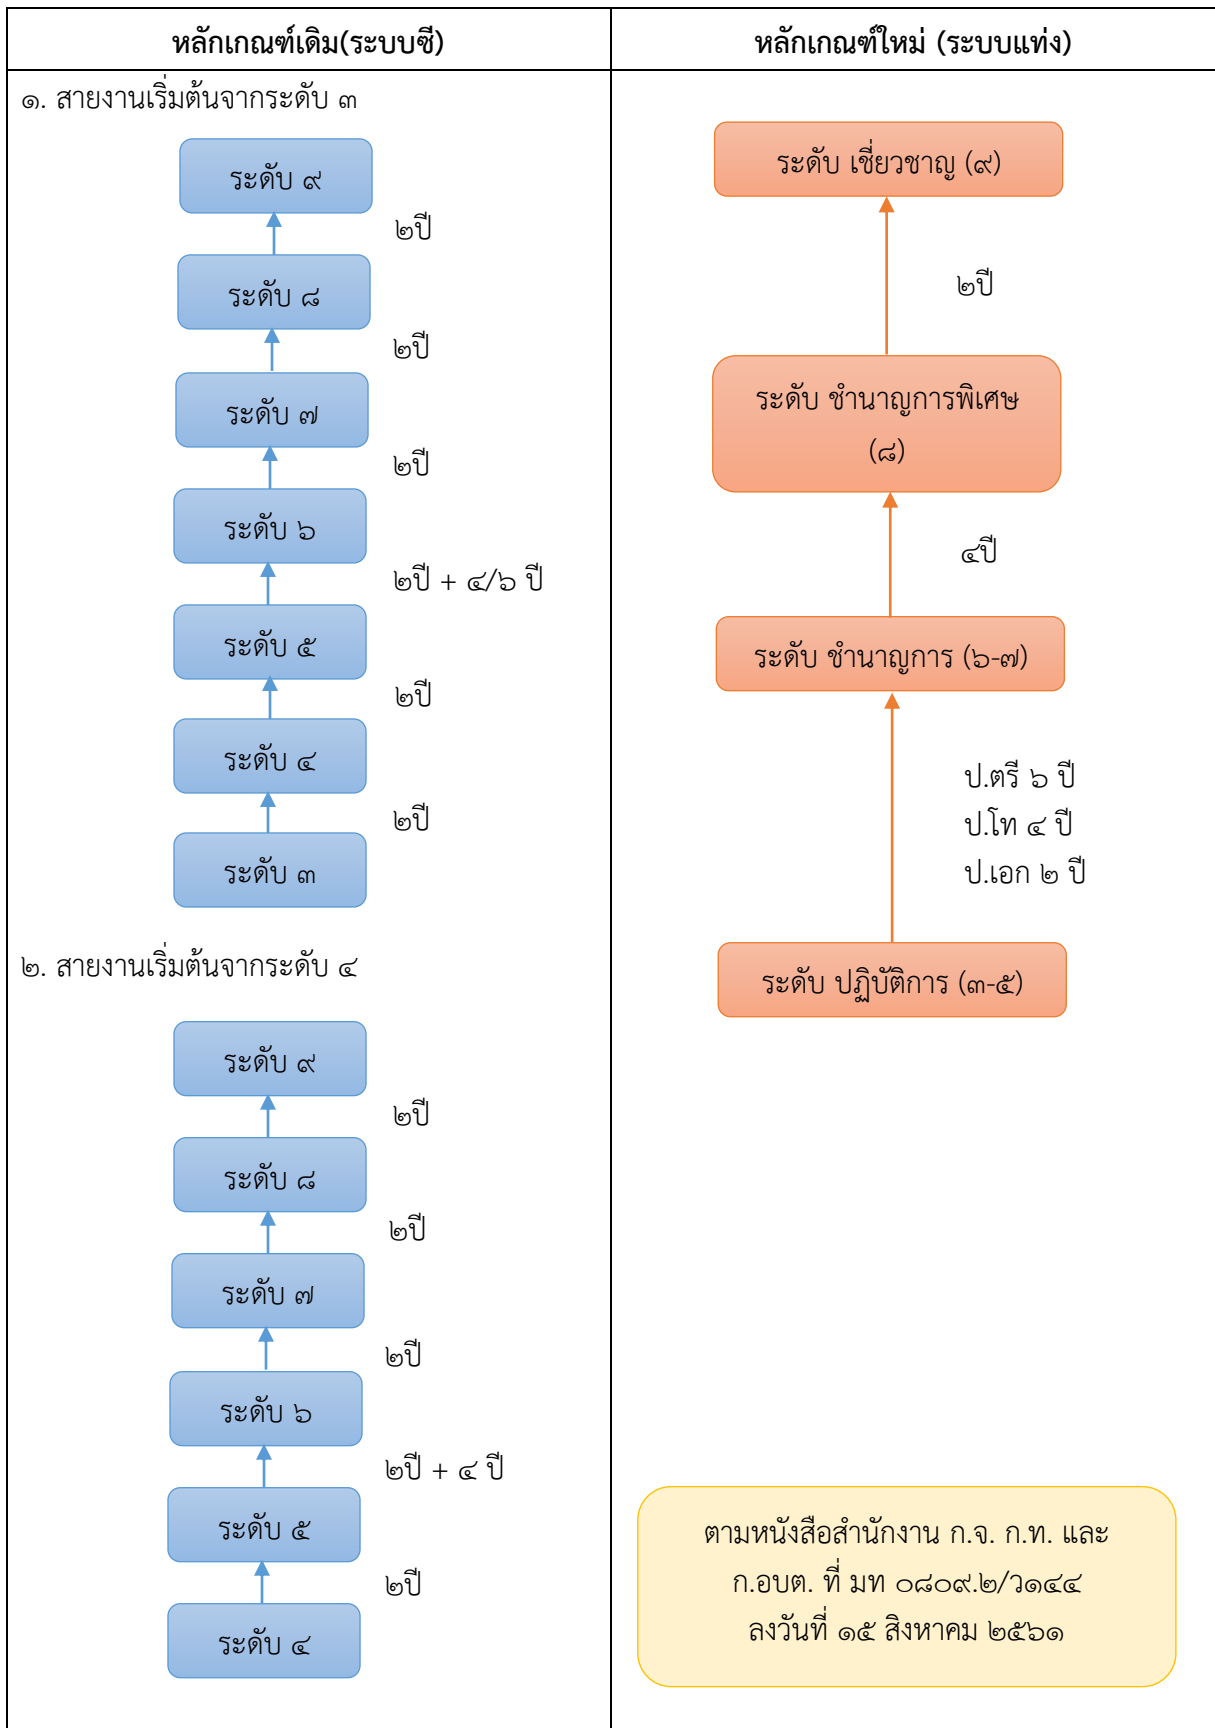 หลักเกณฑ์เดิม(ระบบซี)
๑. สายงานเริ่มต้นจากระดับ ๓
ระดับ ๙
๒ปี
ระดับ ๘
๒ปี
ระดับ ๗
๒ปี
ระดับ ๖
๒ปี + ๔/๖ ปี
ระดับ ๕
๒ปี
ระดับ ๔
๒ปี
ระดับ ๓
๒. สายงานเริ่มต้นจากระดับ ๔
ระดับ ๙
๒ปี
ระดับ ๘
๒ปี
ระดับ ๗
๒ปี
ระดับ ๖
๒ปี + ๔ ปี
ระดับ ๕
๒ปี
ระดับ ๔
หลักเกณฑ์ใหม่ (ระบบแท่ง)
ระดับ เชี่ยวชาญ (๙)
๒ปี
ระดับ ชำนาญการพิเศษ
(๘)
๔ปี
ระดับ ชำนาญการ (๖-๗)
ป.ตรี ๖ ปี
ป.โท ๔ ปี
ป.เอก ๒ ปี
ระดับ ปฏิบัติการ (๓-๕)
ตามหนังสือสำนักงาน ก.จ. ก.ท. และ
ก.อบต. ที่ มท ๐๘๐๙.๒/ว๑๔๔
ลงวันที่ ๑๕ สิงหาคม ๒๕๖๑